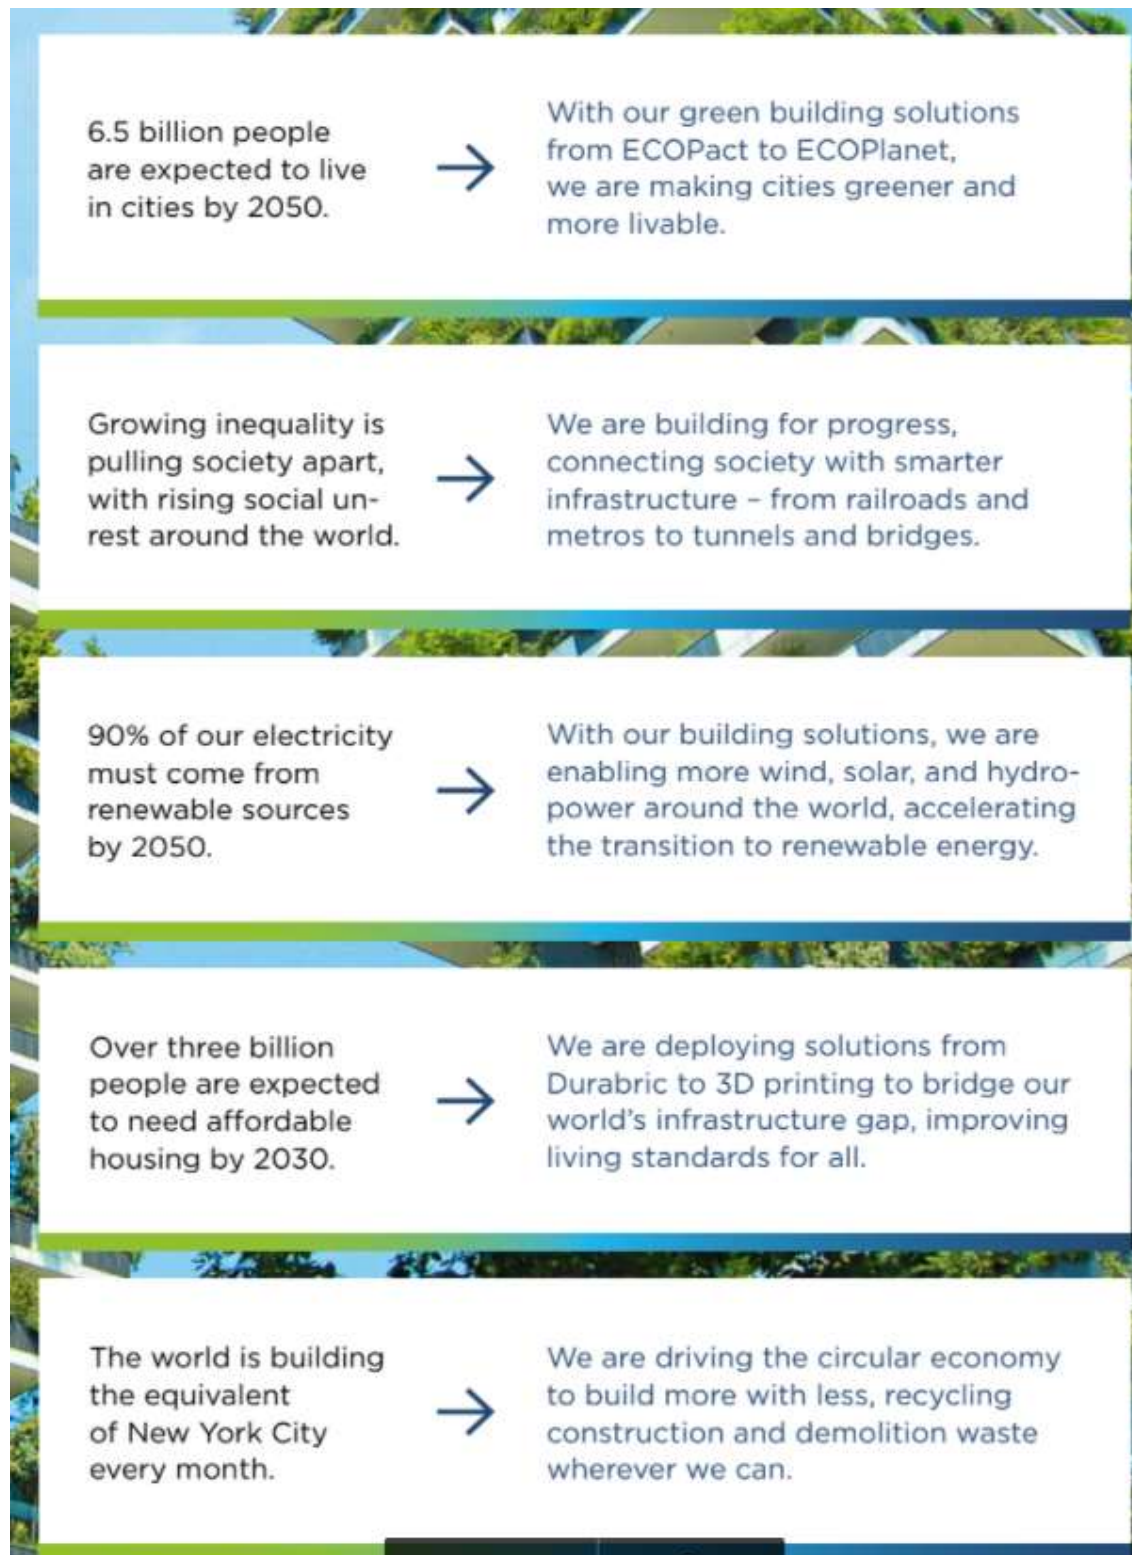 6.5 billion people
are expected to live
in cities by 2050.
With our green building solutions
from ECOPact to ECOPlanet,
we are making cities greener and
more livable.
Growing inequality is
pulling society apart,
with rising social un-
rest around the world.
We are building for progress,
connecting society with smarter
infrastructure – from railroads and
metros to tunnels and bridges.
90% of our electricity
must come from
renewable sources
by 2050.
With our building solutions, we are
enabling more wind, solar, and hydro-
power around the world, accelerating
the transition to renewable energy.
Over three billion
people are expected
to need affordable
housing by 2030.
We are deploying solutions from
Durabric to 3D printing to bridge our
world's infrastructure gap, improving
living standards for all.
The world is building
the equivalent
of New York City
every month.
We are driving the circular economy
to build more with less, recycling
construction and demolition waste
wherever we can.